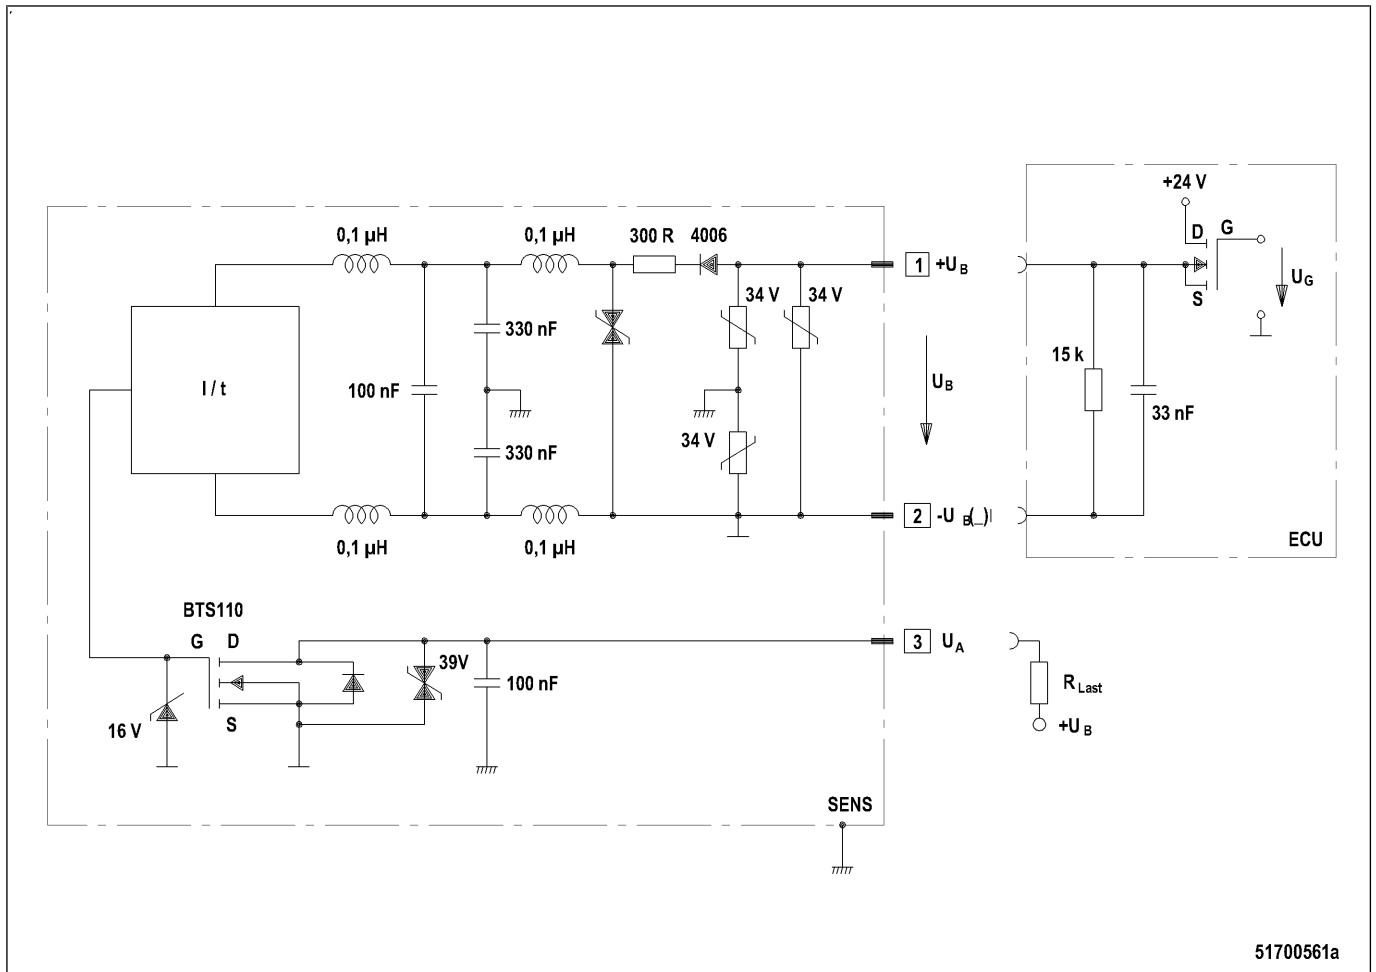 +24 V
D G
0,1 µH 0,1 µH 300 R 4006
1 +U B
U G
S
34 V 34 V
330 nF
15 k
I / t 100 nF
U B
33 nF
34 V
330 nF
2 -U B(_)|
0,1 µH 0,1 µH
ECU
BTS110
G D
3 U A
39V
100 nF
R Last
S
16 V
+U B
SENS
51700561a